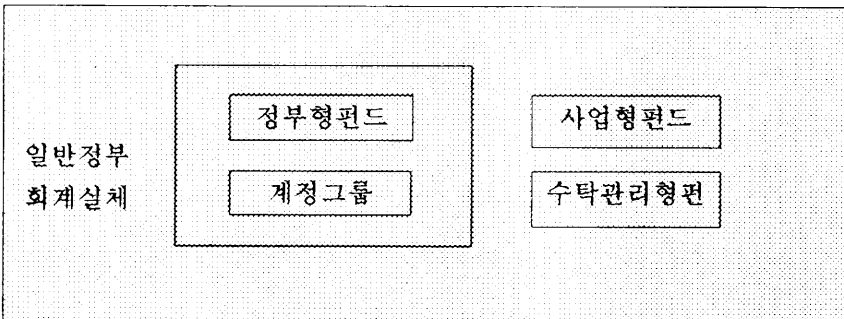 정부형펀드
사업형펀드
일반정부
회계실체
계정그룹
수탁관리형펀